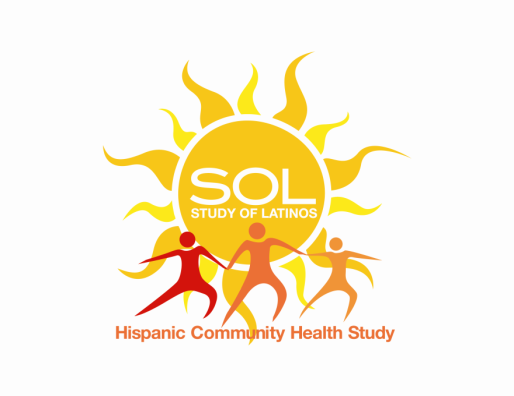 SOL
STUDY OF LATINOS
Hispanic Community Health Study